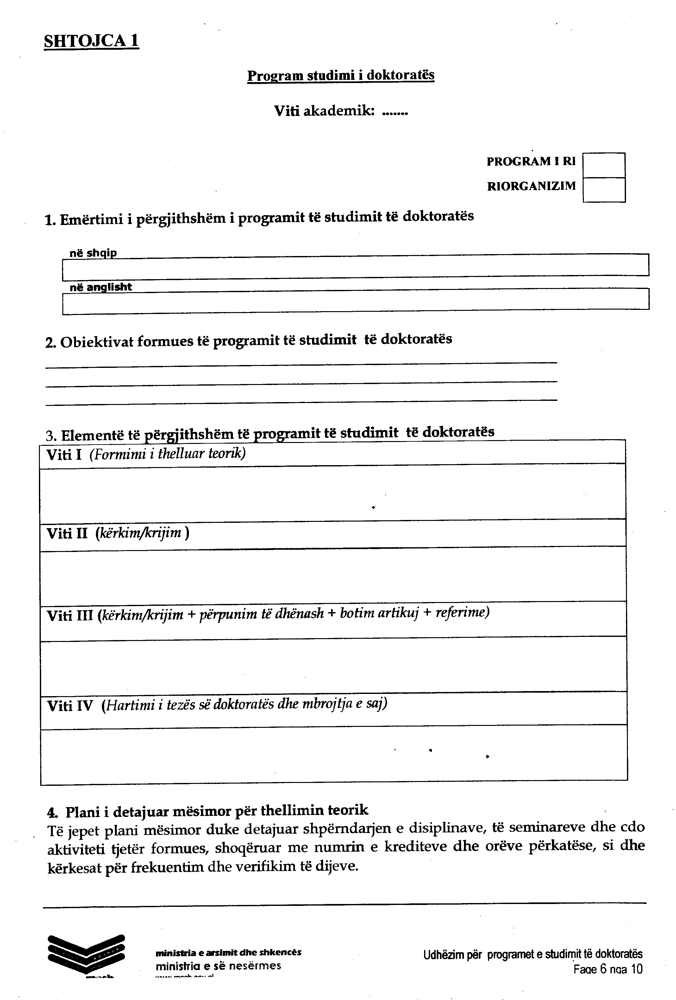 SHTOJCA 1
Program studimi i doktoratës
Viti akademik: .......
PROGRAM I RI
RIORGANIZIM
1. Emërtimi i përgjithshëm i programit të studimit të doktoratës
në shqip
në anglisht
2. Obiektivat formues të programit të studimit të doktoratës
3. Elementë të përgjithshëm të programit të studimit të doktoratës
Viti I (Formimi i thelluar teorik)
Viti II (kërkim/krijim )
Viti III (kërkim/krijim + përpunim të dhënash + botim artikuj + referime)
Viti IV (Hartimi i tezës së doktoratës dhe mbrojtja e saj)
4. Plani i detajuar mësimor për thellimin teorik
Të jepet plani mësimor duke detajuar shpërndarjen e disiplinave, të seminareve dhe cdo
aktiviteti tjetër formues, shoqëruar me numrin e krediteve dhe orëve përkatëse, si dhe
kërkesat për frekuentim dhe verifikim të dijeve.
ministria e arsimit dhe shkencës
ministria e së nesërmes
Udhëzim për programet e studimit të doktoratës
Faqe 6 nga 10